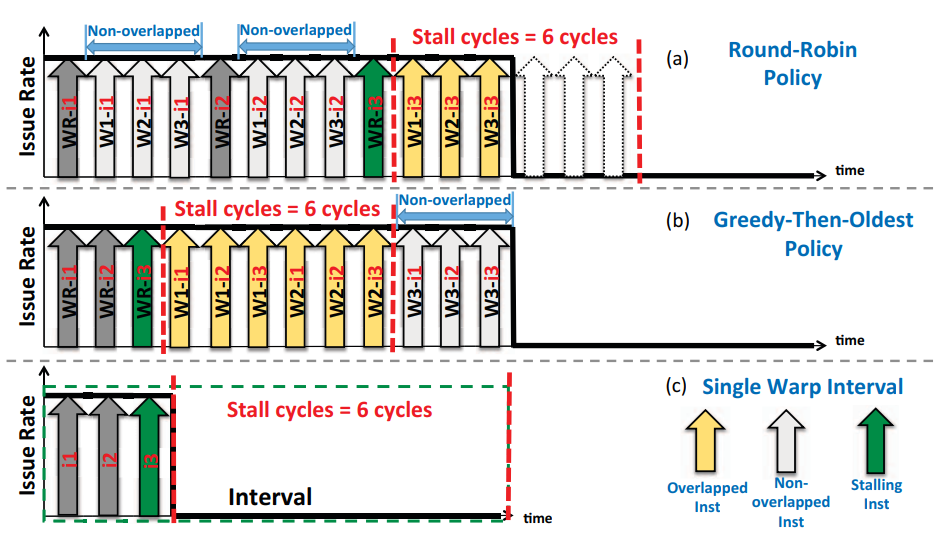 Non-overlapped
Non-overlapped
Stall cycles = 6 cycles
(a)
Round-Robin
Policy
Issue Rate
WR-i1
W1-i1
W2-i1
W3-i1
WR-i2
W1-i2
W2-i2
W3-i2
WR-i3
W1-i3
W2-i3
W3-i3
time
Stall cycles = 6 cycles
Non-overlapped
(b)
Greedy-Then-Oldest
Policy
Issue Rate
WR-i1
WR-i2
WR-i3
W1-i1
W1-i2
W1-i3
W2-i1
W2-i2
W2-i3
W3-i1
W3-i2
W3-i3
time
(c)
Single Warp Interval
Stall cycles = 6 cycles
Issue Rate
i1
i2
i3
Interval
time
Overlapped
Inst
Non-
overlapped
Inst
Stalling
Inst